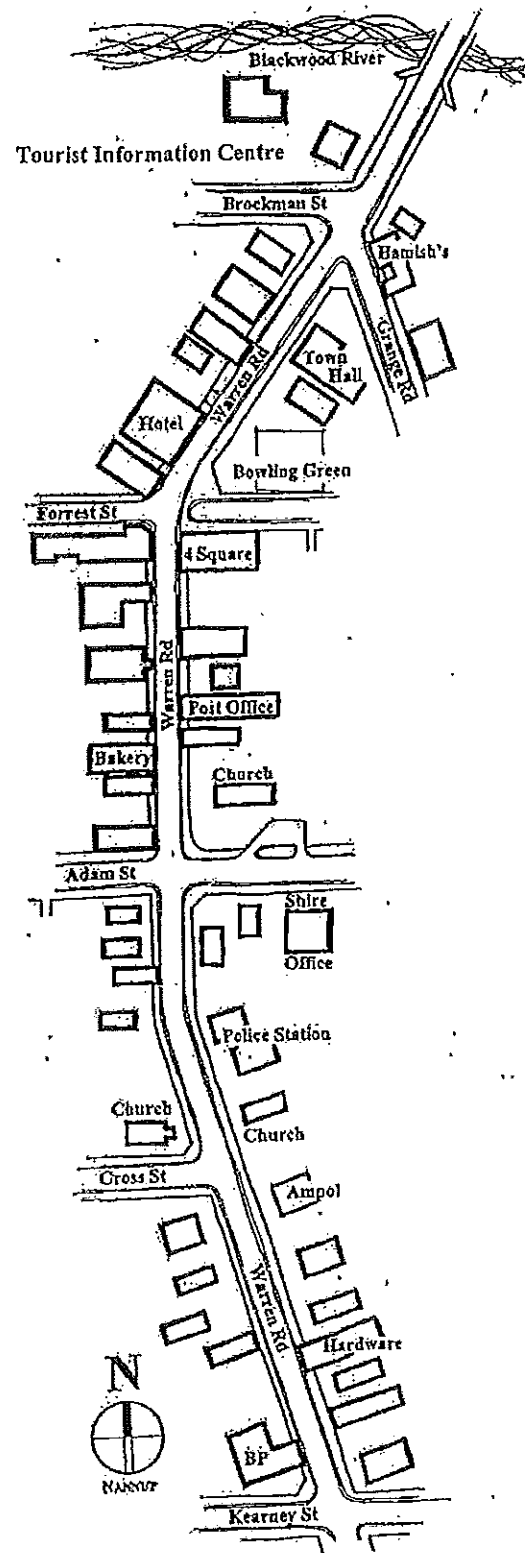 Blackwood River
Tourist Information Centre
Brockman St
Hamish's
Grange Rd
Warren Rd
Town
Hall
Hotel
Bowling Green
Forrest St
4 Square
Warren Rd
Post Office
Bakery
Church
Adam St
Shire
Office
Police Station
Church
Church
Cross St
Ampol
Warren Rd
Hardware
N
NANNUP
BP
Kearney St